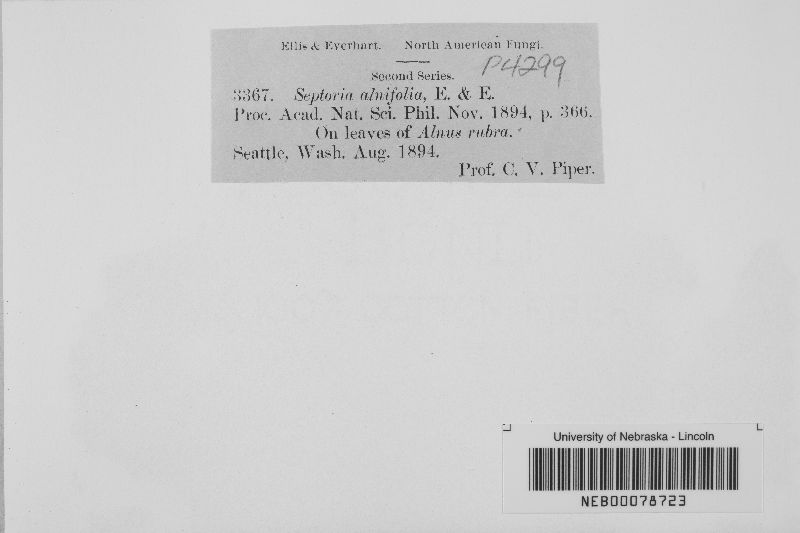 Ellis & Everhart. North American Fungi.
Second Series.
P4299
3367. Septoria alnifolia, E. & E.
Proc. Acad. Nat. Sci. Phil. Nov. 1894, p. 366.
On leaves of Alnus rubra.
Seattle, Wash. Aug. 1894.
Prof. C. V. Piper.
University of Nebraska - Lincoln
NEB00078723